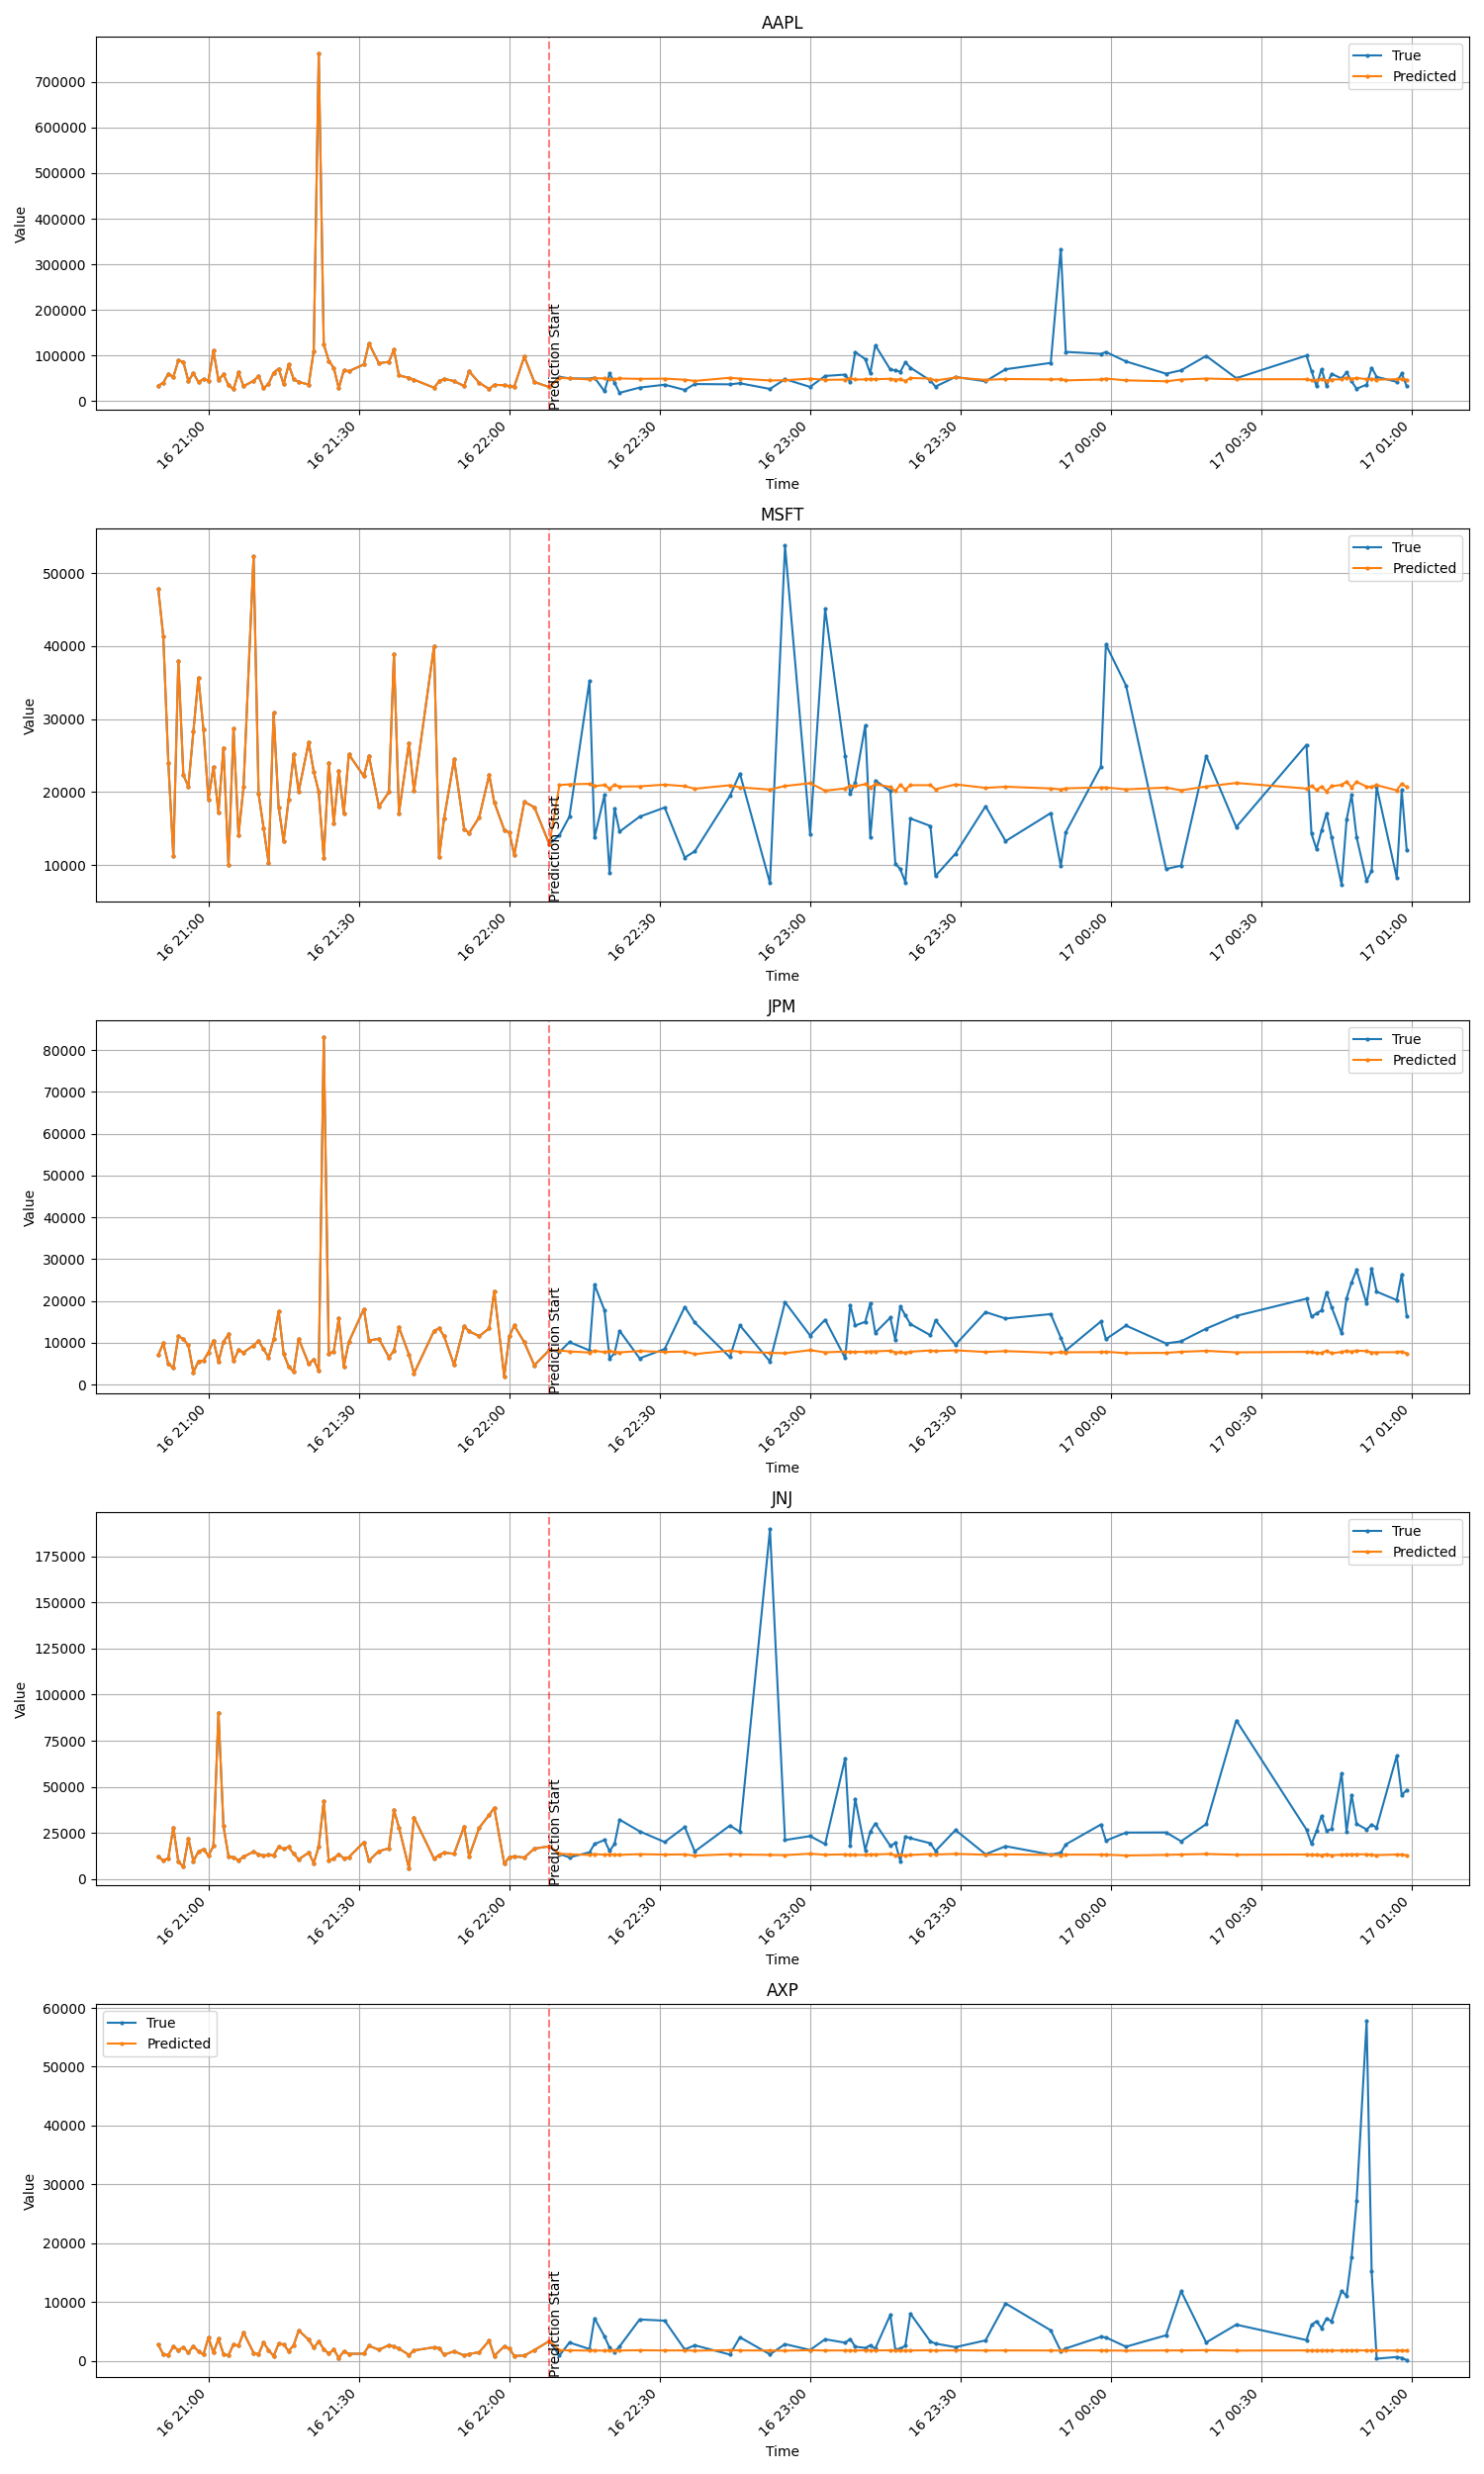 AAPL
True
Predicted
700000
600000
500000
400000
300000
200000
100000
0
Value
Prediction Start
16 21:00
16 21:30
16 22:00
16 22:30
16 23:00
16 23:30
17 00:00
17 00:30
17 01:00
Time
MSFT
True
Predicted
50000
40000
30000
20000
10000
Value
Prediction Start
16 21:00
16 21:30
16 22:00
16 22:30
16 23:00
16 23:30
17 00:00
17 00:30
17 01:00
Time
JPM
True
Predicted
80000
70000
60000
50000
40000
30000
20000
10000
0
Value
Prediction Start
16 21:00
16 21:30
16 22:00
16 22:30
16 23:00
16 23:30
17 00:00
17 00:30
17 01:00
Time
JNJ
True
Predicted
175000
150000
125000
100000
75000
50000
25000
0
Value
Prediction Start
16 21:00
16 21:30
16 22:00
16 22:30
16 23:00
16 23:30
17 00:00
17 00:30
17 01:00
Time
AXP
True
Predicted
60000
50000
40000
30000
20000
10000
0
Value
Prediction Start
16 21:00
16 21:30
16 22:00
16 22:30
16 23:00
16 23:30
17 00:00
17 00:30
17 01:00
Time